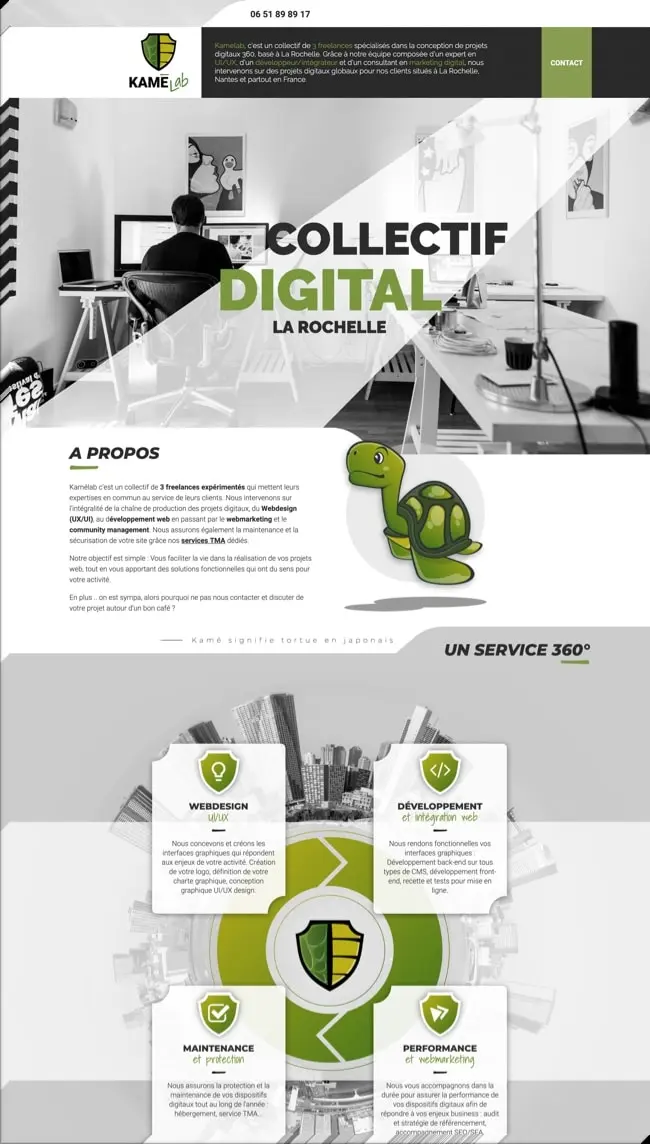 06 51 89 89 17
Kamelab, c'est un collectif de 3 freelances spécialisés dans la conception de projets
digitaux 360, basé à La Rochelle. Grâce à notre équipe composée d'un expert en
UI/UX, d'un développeur/intégrateur et d'un consultant en marketing digital, nous
intervenons sur des projets digitaux globaux pour nos clients situés à La Rochelle,
Nantes et partout en France.
CONTACT
KAMÉ Lab
COLLECTIF
DIGITAL
LA ROCHELLE
A PROPOS
Kamélab c'est un collectif de 3 freelances expérimentés qui mettent leurs
expertises en commun au service de leurs clients. Nous intervenons sur
l'intégralité de la chaîne de production des projets digitaux, du Webdesign
(UX/UI), au développement web en passant par le webmarketing et le
community management. Nous assurons également la maintenance et la
sécurisation de votre site grâce nos services TMA dédiés.
Notre objectif est simple : Vous faciliter la vie dans la réalisation de vos projets
web, tout en vous apportant des solutions fonctionnelles qui ont du sens pour
votre activité.
En plus .. on est sympa, alors pourquoi ne pas nous contacter et discuter de
votre projet autour d'un bon café ?
Kamé signifie tortue en japonais
UN SERVICE 360°
WEBDESIGN
UI/UX
Nous concevons et créons les
interfaces graphiques qui répondent
aux enjeux de votre activité. Création
de votre logo, définition de votre
charte graphique, conception
graphique UI/UX design.
DÉVELOPPEMENT
et intégration web
Nous rendons fonctionnelles vos
interfaces graphiques :
Développement back-end sur tous
types de CMS, développement front-
end, recette et tests pour mise en
ligne.
MAINTENANCE
et protection
Nous assurons la protection et la
maintenance de vos dispositifs
digitaux tout au long de l'année :
hébergement, service TMA...
PERFORMANCE
et webmarketing
Nous vous accompagnons dans la
durée pour assurer la performance de
vos dispositifs digitaux afin de
répondre à vos enjeux business : audit
et stratégie de référencement,
accompagnement SEO/SEA